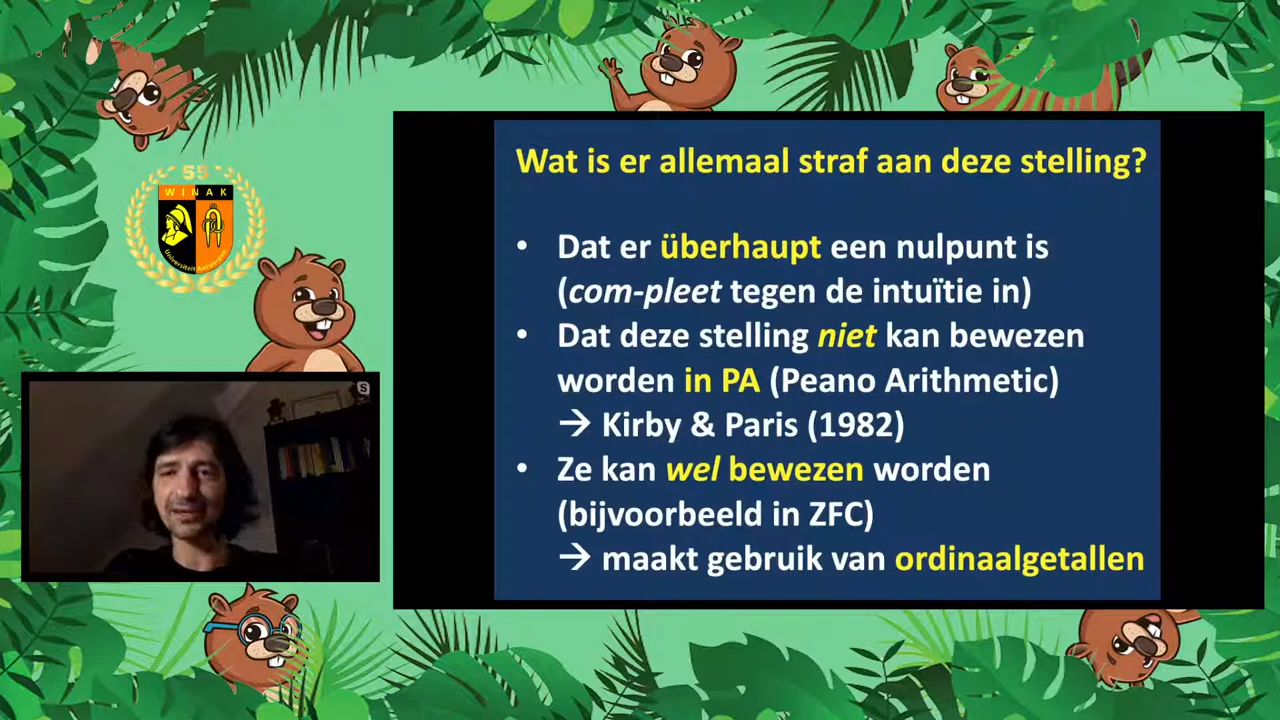 55
WINAK
Universiteit Antwerpen
S
Wat is er allemaal straf aan deze stelling?
• Dat er überhaupt een nulpunt is
(com-pleet tegen de intuïtie in)
• Dat deze stelling niet kan bewezen
worden in PA (Peano Arithmetic)
→ Kirby & Paris (1982)
• Ze kan wel bewezen worden
(bijvoorbeeld in ZFC)
→ maakt gebruik van ordinaalgetallen